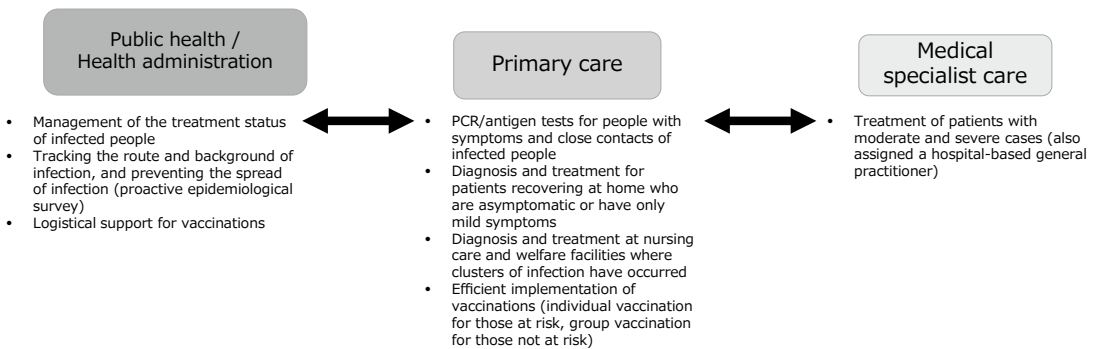 Public health /
Health administration
• Management of the treatment status
of infected people
• Tracking the route and background of
infection, and preventing the spread
of infection (proactive epidemiological
survey)
• Logistical support for vaccinations
Primary care
• PCR/antigen tests for people with
symptoms and close contacts of
infected people
• Diagnosis and treatment for
patients recovering at home who
are asymptomatic or have only
mild symptoms
• Diagnosis and treatment at nursing
care and welfare facilities where
clusters of infection have occurred
• Efficient implementation of
vaccinations (individual vaccination
for those at risk, group vaccination
for those not at risk)
Medical
specialist care
• Treatment of patients with
moderate and severe cases (also
assigned a hospital-based general
practitioner)